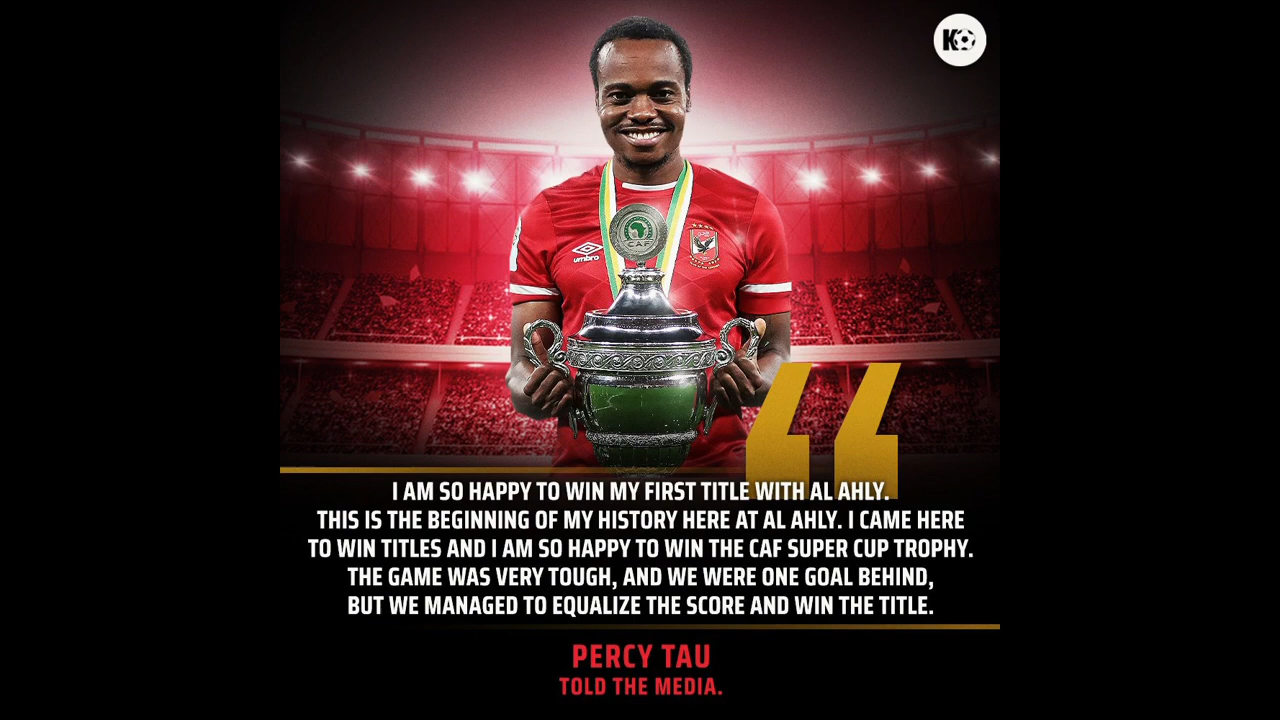 KO
CAF
umbro
I AM SO HAPPY TO WIN MY FIRST TITLE WITH AL AHLY.
THIS IS THE BEGINNING OF MY HISTORY HERE AT AL AHLY. I CAME HERE
TO WIN TITLES AND I AM SO HAPPY TO WIN THE CAF SUPER CUP TROPHY.
THE GAME WAS VERY TOUGH, AND WE WERE ONE GOAL BEHIND,
BUT WE MANAGED TO EQUALIZE THE SCORE AND WIN THE TITLE.
PERCY TAU
TOLD THE MEDIA.